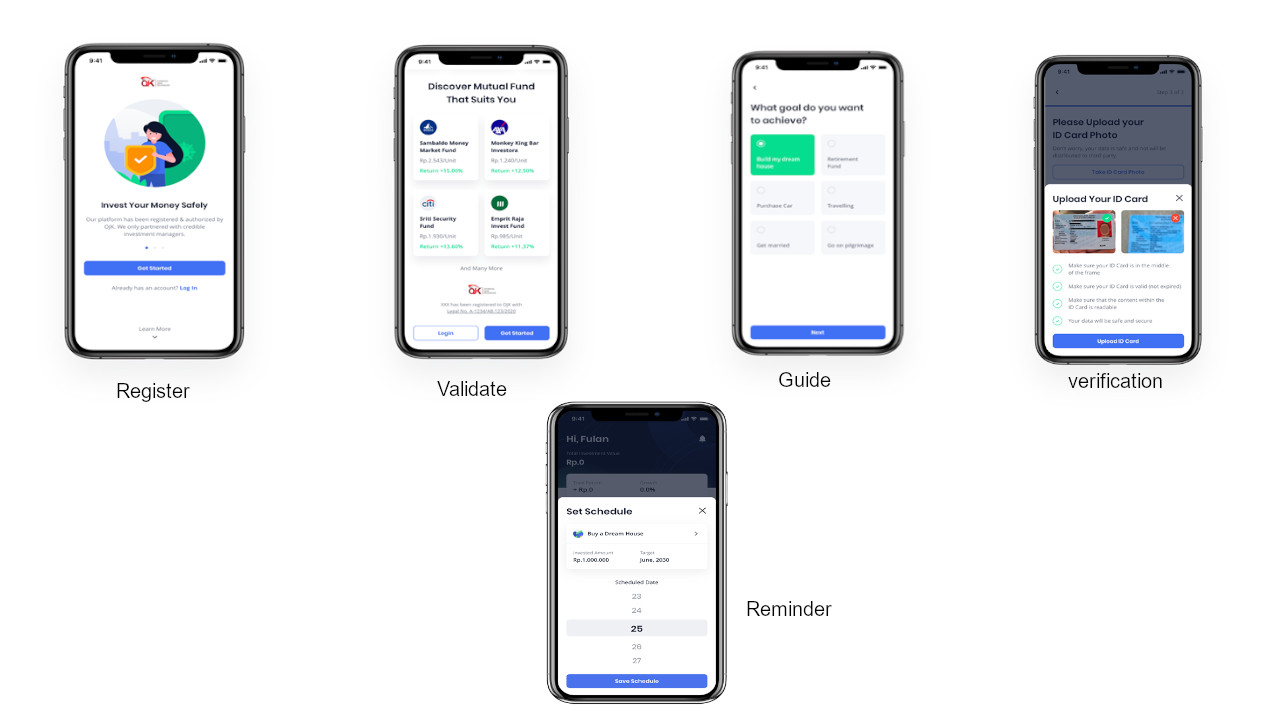 9:41
OJK
Invest Your Money Safely
Our platform has been registered & authorized by
OJK. We only partnered with credible
investment managers.
Get Started
Already has an account? Log In
Learn More
Register
9:41
Discover Mutual Fund
That Suits You
Sambaldo Money
Market Fund
Rp.2.543/Unit
Return +15.00%
Monkey King Bar
Investora
Rp.1.240/Unit
Return +12.50%
citi
Sriti Security
Fund
Rp.1.930/Unit
Return +13.60%
Emprit Raja
Invest Fund
Rp.985/Unit
Return +11.37%
And Many More
OJK
has been registered to OJK with
Login
Get Started
Validate
9:41
What goal do you want
to achieve?
Build my dream
house
Retirement
Fund
Purchase Car
Travelling
Get married
Go on pilgrimage
Next
Guide
9:41
Please Upload your
ID Card Photo
Take ID Card Photo
Upload Your ID Card
Make sure your ID Card is in the middle
of the frame
Make sure your ID Card is valid (not expired)
Make sure that the content within the
ID Card is readable
Your data will be safe and secure
Upload ID Card
verification
9:41
Hi, Fulan
Rp.0
+ Rp.0
0.0%
Set Schedule
Buy a Dream House
Invested Amount
Rp.1.000.000
Target
June, 2030
Scheduled Date
23
24
25
26
27
Save Schedule
Reminder